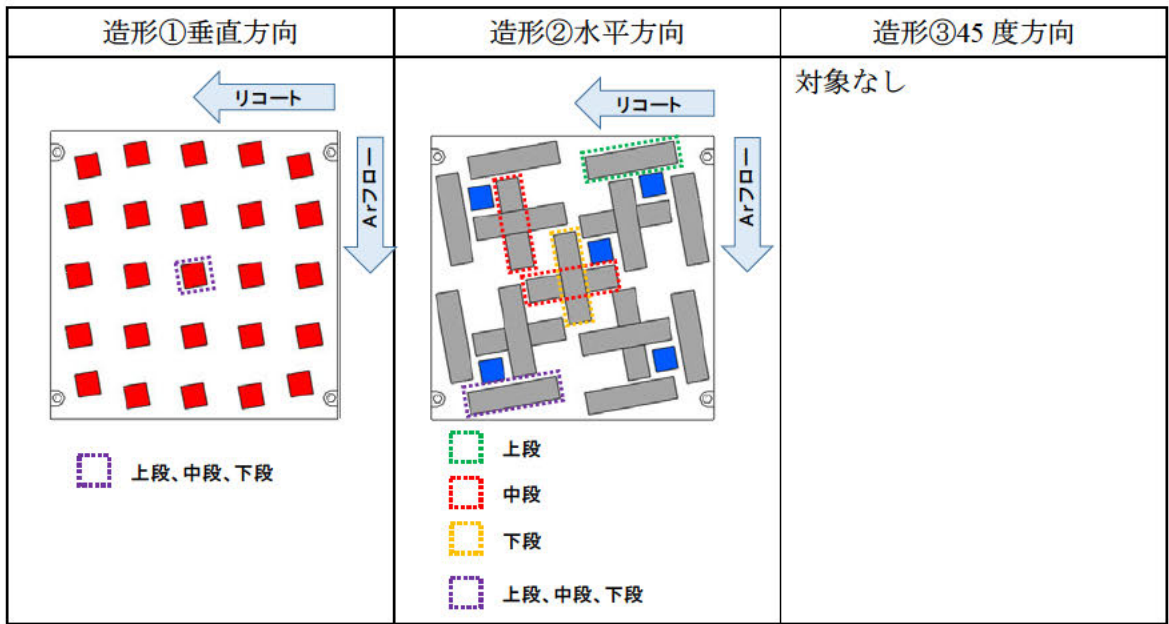 造形①垂直方向
造形②水平方向
造形③45 度方向
リコート
Arフロー
上段、中段、下段
リコート
Arフロー
上段
中段
下段
上段、中段、下段
対象なし